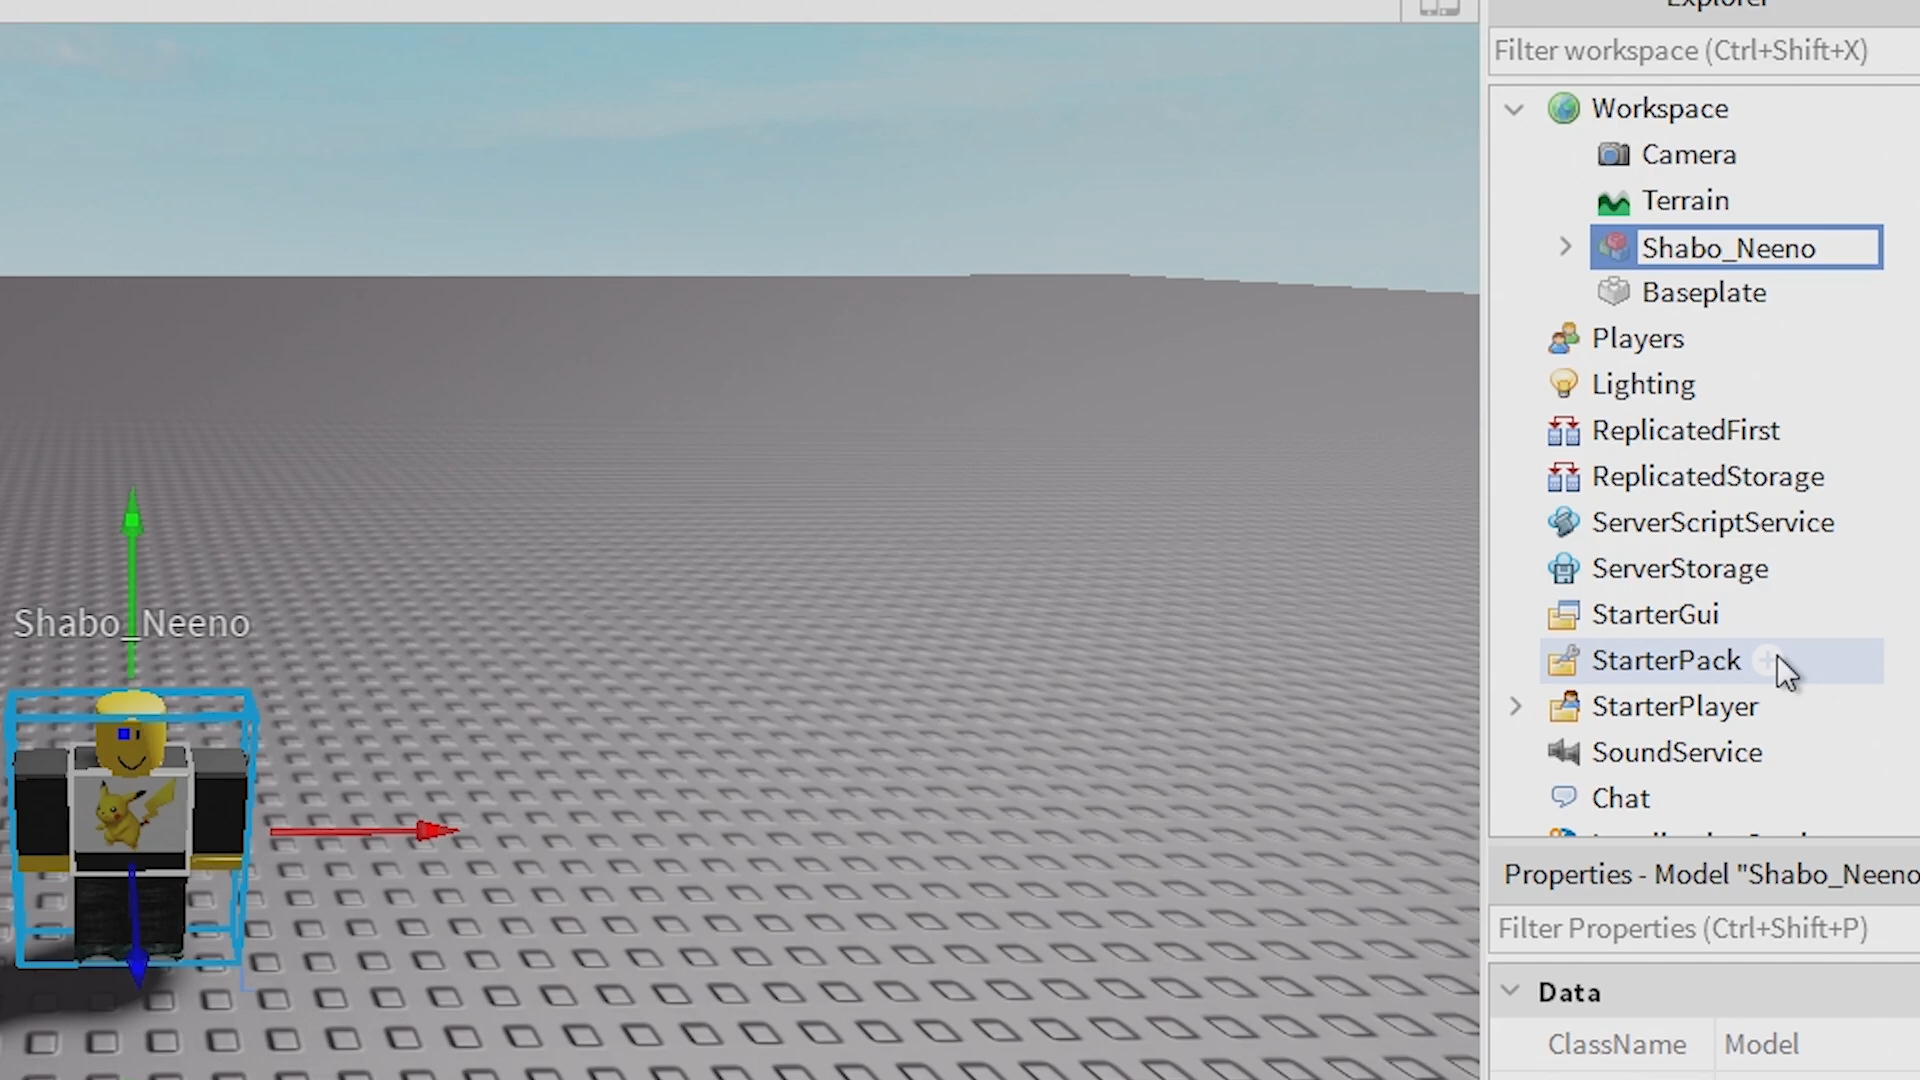 Explorer
Filter workspace (Ctrl+Shift+X)
Workspace
Camera
Terrain
Shabo_Neeno
Baseplate
Players
Lighting
ReplicatedFirst
ReplicatedStorage
ServerScriptService
ServerStorage
StarterGui
StarterPack
StarterPlayer
SoundService
Chat
Shabo_Neeno
Properties - Model "Shabo_Neeno
Filter Properties (Ctrl+Shift+P)
Data
ClassName Model